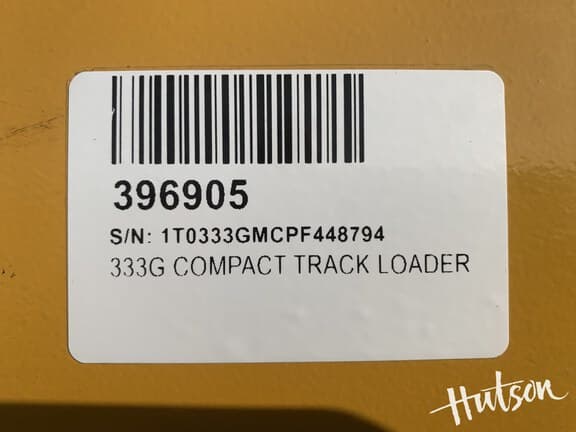 396905
S/N: 1T0333GMCPF448794
333G COMPACT TRACK LOADER
Hutson